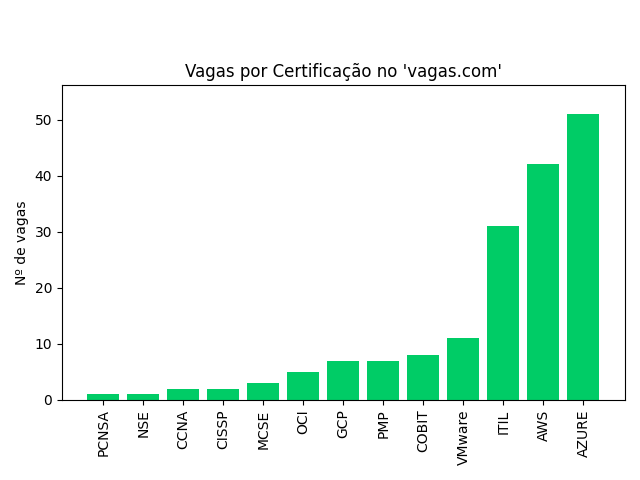 Vagas por Certificação no 'vagas.com'
Nº de vagas
50
40
30
20
10
0
PCNSA
NSE
CCNA
CISSP
MCSE
OCI
GCP
PMP
COBIT
VMware
ITIL
AWS
AZURE